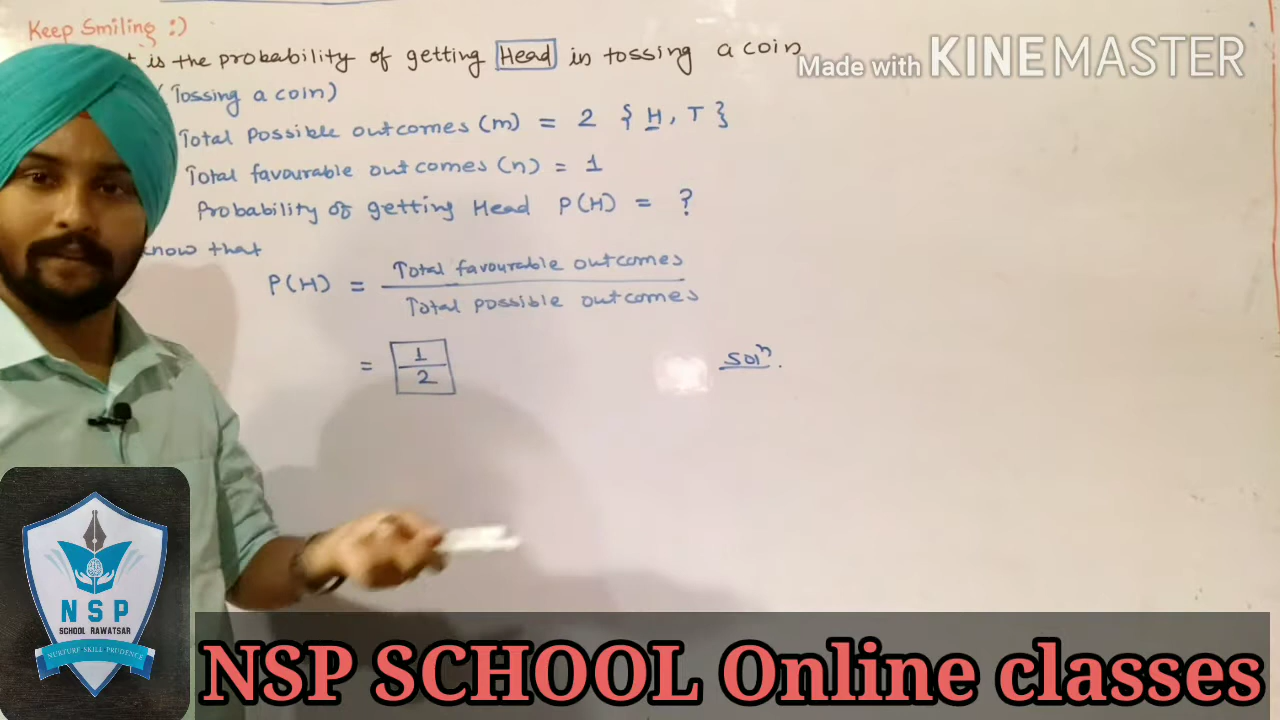 Keep Smiling :)
is the probability of getting Head in tossing a coin
Made with KINEMASTER
(Tossing a coin)
Total Possible outcomes (m) = 2 { H, T }
Total favourable outcomes (n) = 1
Probability of getting Head P(H) = ?
know that
P(H) = Total favourable outcomes
Total possible outcomes
= 1
2
Solⁿ.
NSP
SCHOOL RAWATSAR
NURTURE SKILL PRUDENCE
NSP SCHOOL Online classes